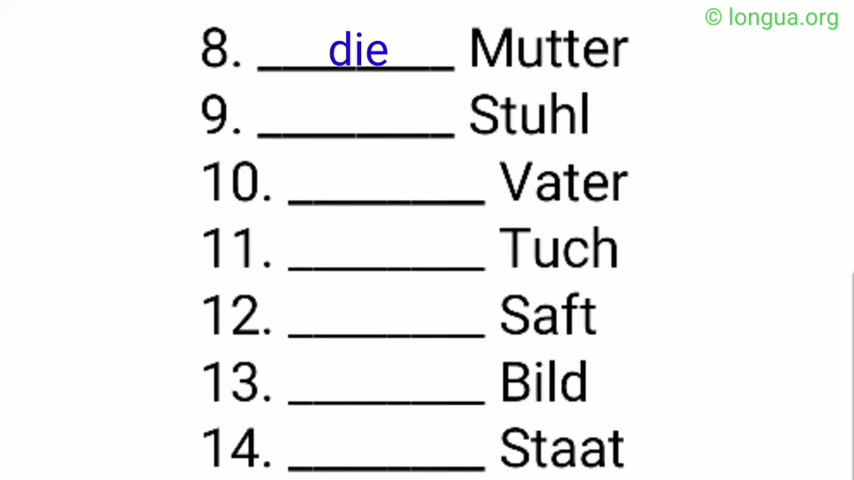 © longua.org
8. ________ die Mutter
9. ________ Stuhl
10. ________ Vater
11. ________ Tuch
12. ________ Saft
13. ________ Bild
14. ________ Staat